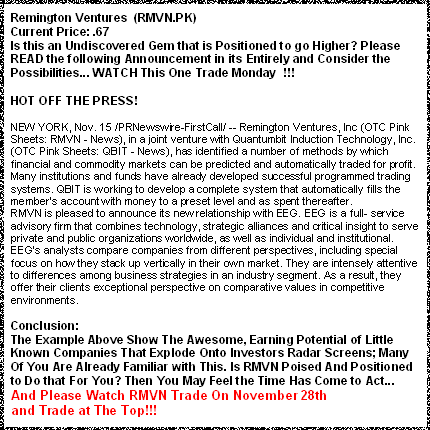 Remington Ventures (RMVN.PK)
Current Price: .67
Is this an Undiscovered Gem that is Positioned to go Higher? Please
READ the following Announcement in its Entirely and Consider the
Possibilities... WATCH This One Trade Monday !!!
HOT OFF THE PRESS!
NEW YORK, Nov. 15 /PRNewswire-FirstCall/ -- Remington Ventures, Inc (OTC Pink
Sheets: RMVN - News), in a joint venture with Quantumbit Induction Technology, Inc.
(OTC Pink Sheets: QBIT - News), has identified a number of methods by which
financial and commodity markets can be predicted and automatically traded for profit.
Many institutions and funds have already developed successful programmed trading
systems. QBIT is working to develop a complete system that automatically fills the
member's account with money to a preset level and as spent thereafter.
RMVN is pleased to announce its new relationship with EEG. EEG is a full- service
advisory firm that combines technology, strategic alliances and critical insight to serve
private and public organizations worldwide, as well as individual and institutional.
EEG's analysts compare companies from different perspectives, including special
focus on how they stack up vertically in their own market. They are intensely attentive
to differences among business strategies in an industry segment. As a result, they
offer their clients exceptional perspective on comparative values in competitive
environments.
Conclusion:
The Example Above Show The Awesome, Earning Potential of Little
Known Companies That Explode Onto Investors Radar Screens; Many
Of You Are Already Familiar with This. Is RMVN Poised And Positioned
to Do that For You? Then You May Feel the Time Has Come to Act...
And Please Watch RMVN Trade On November 28th
and Trade at The Top!!!